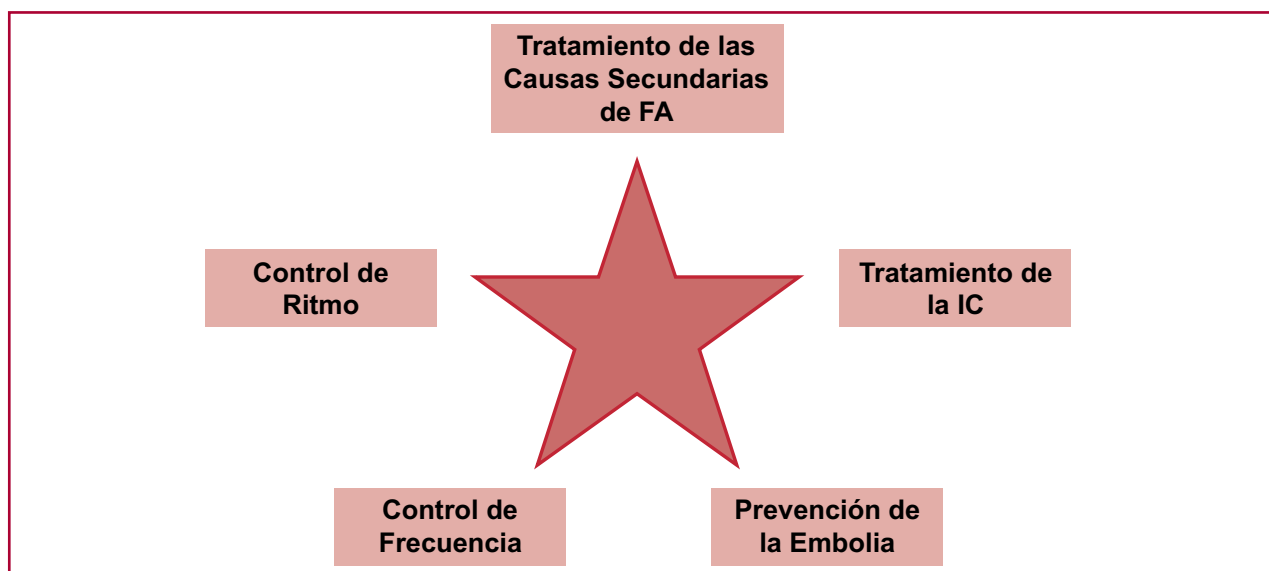 Tratamiento de las
Causas Secundarias
de FA
Control de
Ritmo
Tratamiento de
la IC
Control de
Frecuencia
Prevención de
la Embolia